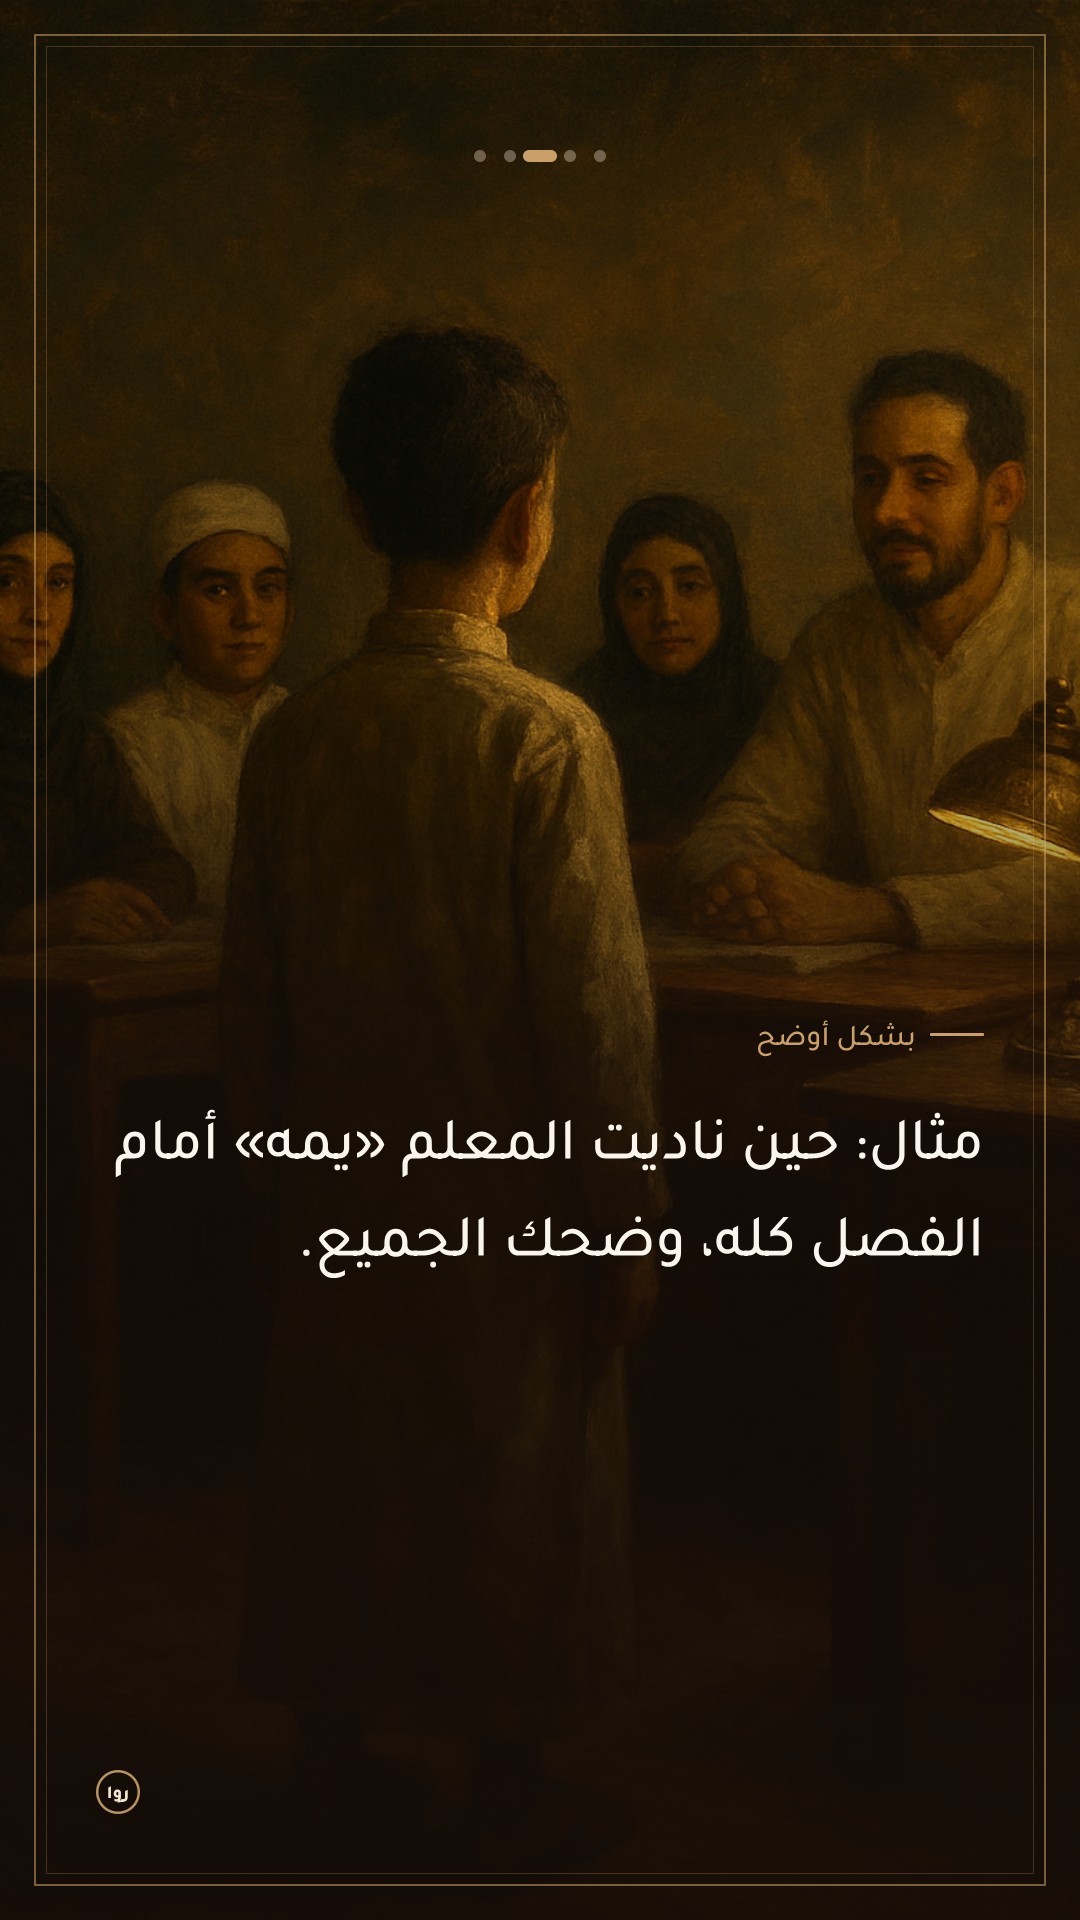 بشكل أوضح
مثال: حين ناديت المعلم «يمه» أمام
الفصل كله، وضحك الجميع.
روا